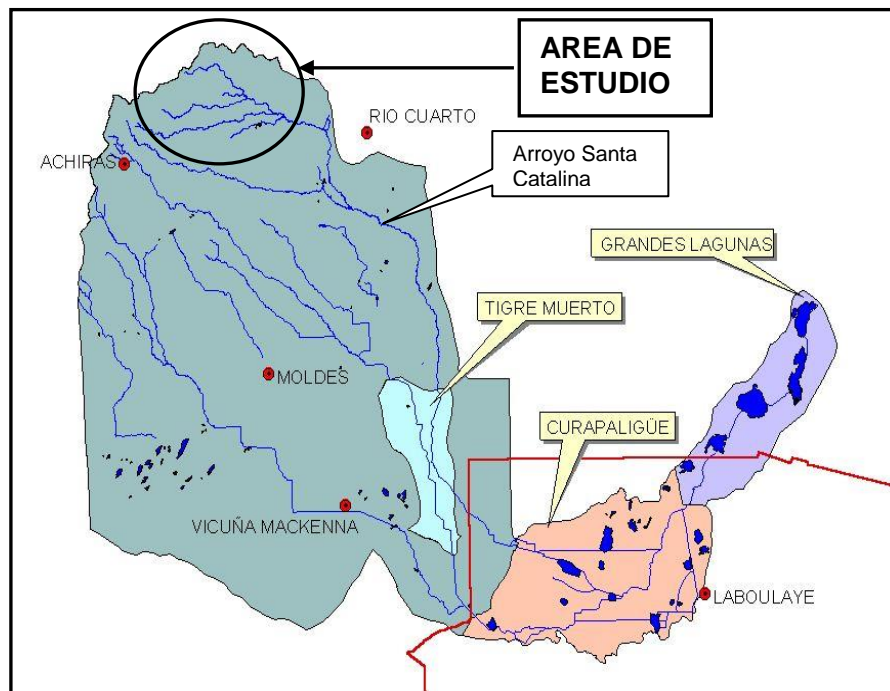 AREA DE
ESTUDIO
RIO CUARTO
ACHIRAS
Arroyo Santa
Catalina
GRANDES LAGUNAS
TIGRE MUERTO
MOLDES
CURAPALIGÜE
VICUÑA MACKENNA
LABOULAYE